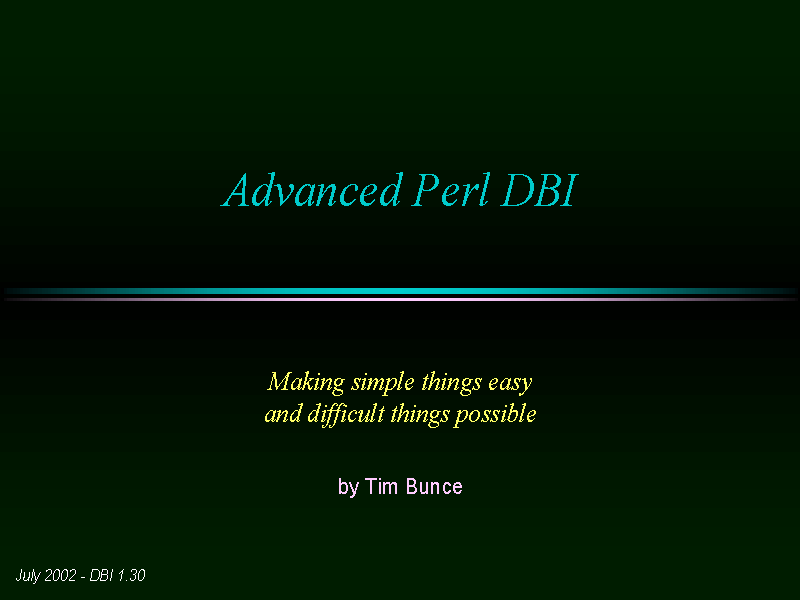 Advanced Perl DBI
Making simple things easy
and difficult things possible
by Tim Bunce
July 2002 - DBI 1.30